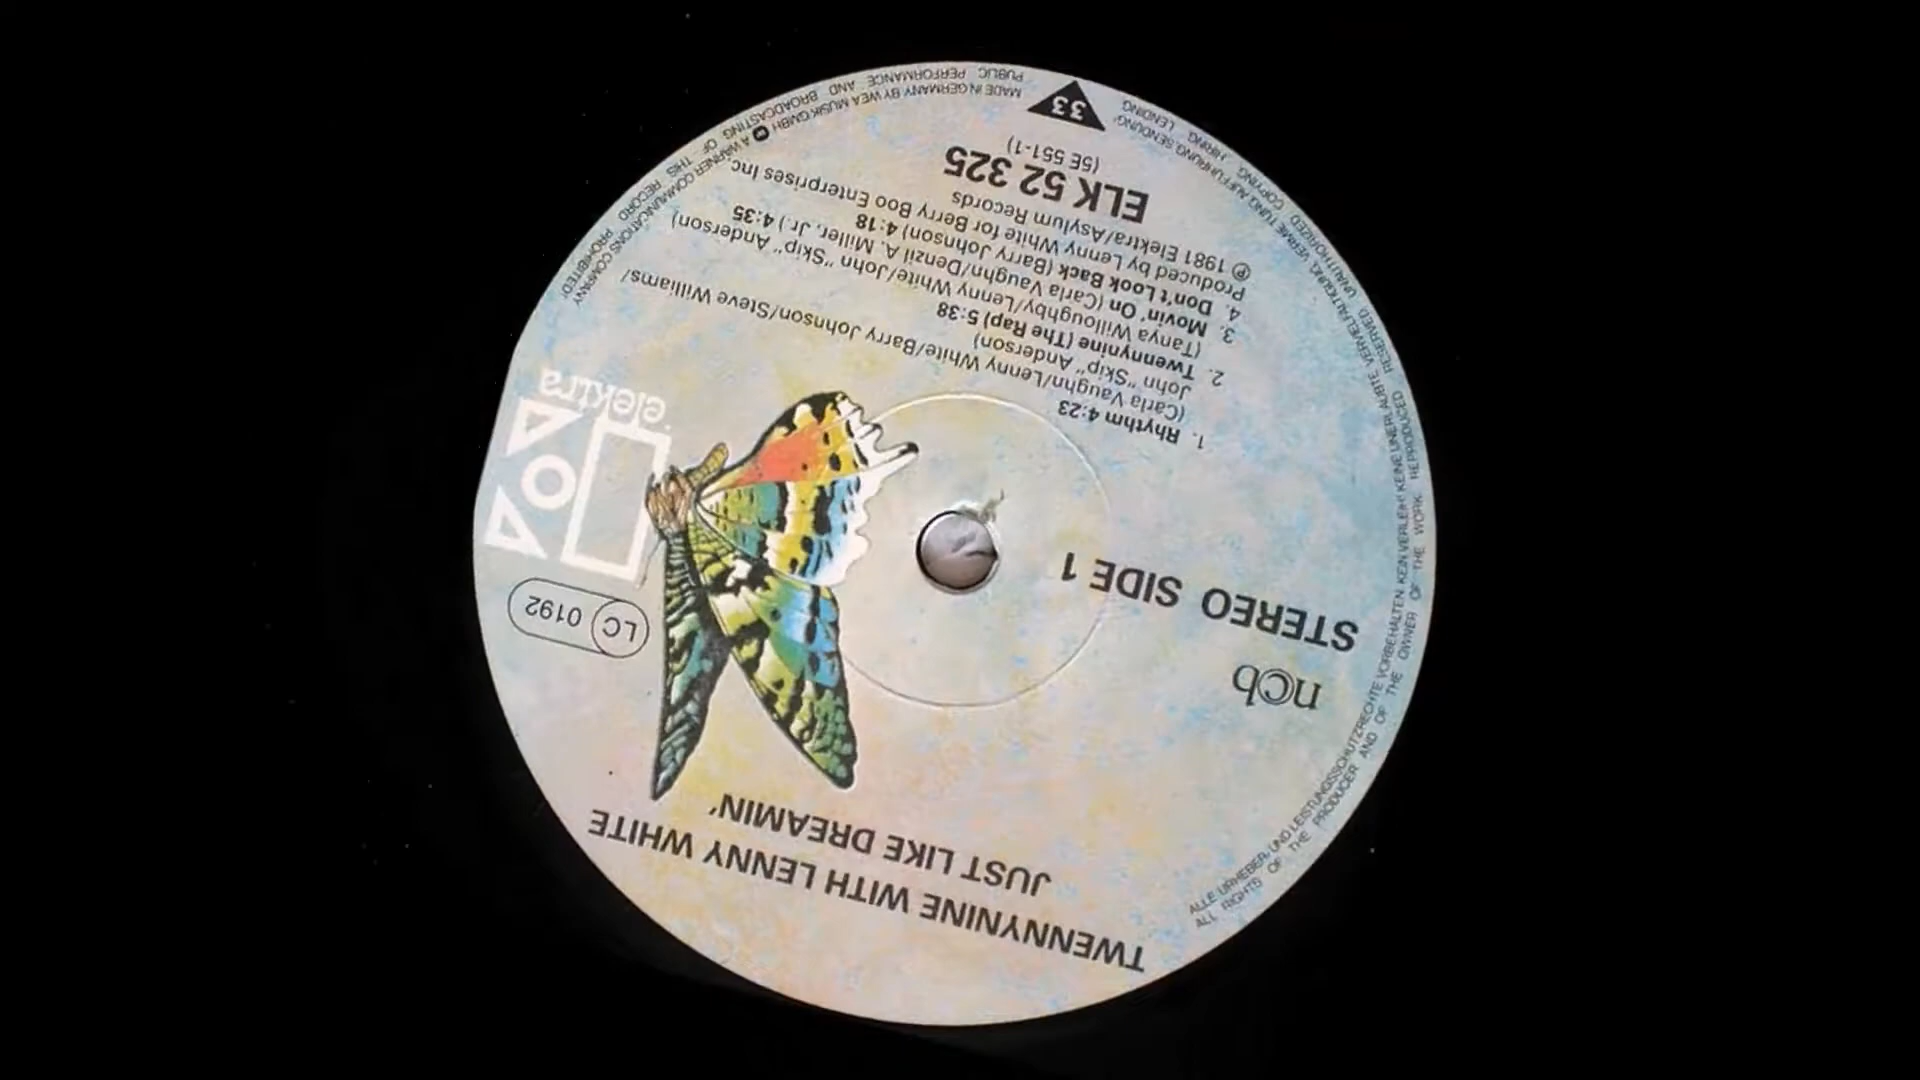 TWENNYNINE WITH LENNY WHITE
JUST LIKE DREAMIN'
ncb
STEREO SIDE 1
LC 0192
elektra
1. Rhythm 4:23
(Carla Vaughn/Lenny White/Barry Johnson/Steve Williams/
John "Skip" Anderson)
2. Twennynine (The Rap) 5:38
(Tanya Willoughby/Lenny White/John "Skip" Anderson)
3. Movin' On (Carla Vaughn/Denzil A. Miller, Jr.) 4:35
4. Don't Look Back (Barry Johnson) 4:18
Produced by Lenny White for Berry Boo Enterprises Inc.
℗ 1981 Elektra/Asylum Records
ELK 52 325
(5E 551-1)
33
ALLE URHEBER- UND LEISTUNGSSCHUTZRECHTE VORBEHALTEN. KEIN VERLEIH! KEINE UNERLAUBTE VERVIELFÄLTIGUNG, VERMIETUNG, AUFFÜHRUNG, SENDUNG!
ALL RIGHTS OF THE PRODUCER AND OF THE OWNER OF THE WORK REPRODUCED RESERVED. UNAUTHORIZED COPYING, HIRING, LENDING,
PUBLIC PERFORMANCE AND BROADCASTING OF THIS RECORD PROHIBITED!
MADE IN GERMANY BY WEA MUSIK GMBH A WARNER COMMUNICATIONS COMPANY